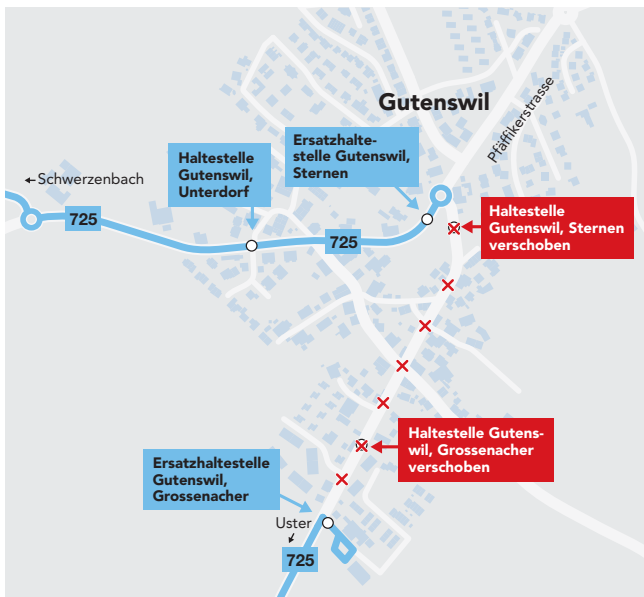 Gutenswil
Pfäffikerstrasse
Ersatzhalte-
stelle Gutenswil,
Sternen
Haltestelle
Gutenswil,
Unterdorf
←Schwerzenbach
725
725
Haltestelle
Gutenswil, Sternen
verschoben
Haltestelle Gutens-
wil, Grossenacher
verschoben
Ersatzhaltestelle
Gutenswil,
Grossenacher
Uster
725